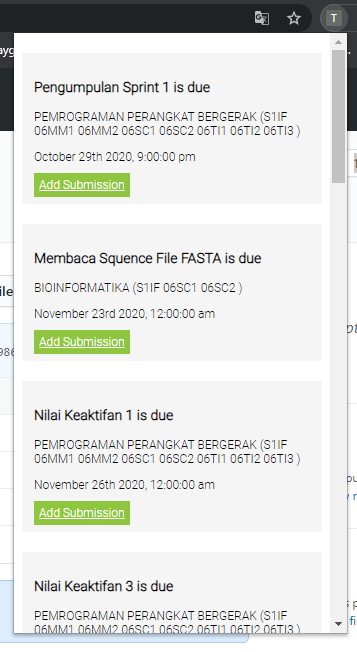 T
Pengumpulan Sprint 1 is due
PEMROGRAMAN PERANGKAT BERGERAK (S1IF
06MM1 06MM2 06SC1 06SC2 06TI1 06TI2 06TI3 )
October 29th 2020, 9:00:00 pm
Add Submission
Membaca Squence File FASTA is due
BIOINFORMATIKA (S1IF 06SC1 06SC2 )
November 23rd 2020, 12:00:00 am
Add Submission
Nilai Keaktifan 1 is due
PEMROGRAMAN PERANGKAT BERGERAK (S1IF
06MM1 06MM2 06SC1 06SC2 06TI1 06TI2 06TI3 )
November 26th 2020, 12:00:00 am
Add Submission
Nilai Keaktifan 3 is due
PEMROGRAMAN PERANGKAT BERGERAK (S1IF
06MM1 06MM2 06SC1 06SC2 06TI1 06TI2 06TI3 )